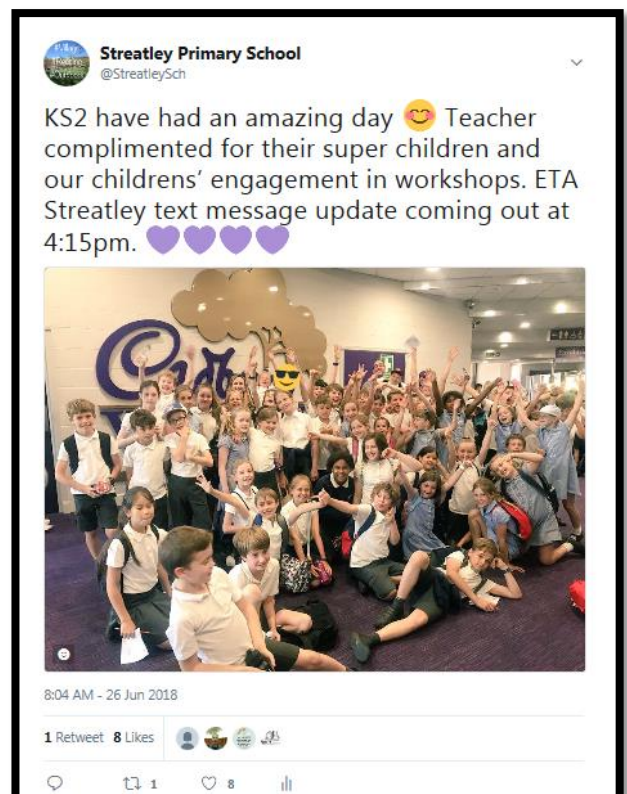 Streatley Primary School
@StreatleySch
KS2 have had an amazing day 😊 Teacher
complimented for their super children and
our childrens’ engagement in workshops. ETA
Streatley text message update coming out at
4:15pm. 💜💜💜💜
8:04 AM - 26 Jun 2018
1 Retweet 8 Likes
1 8